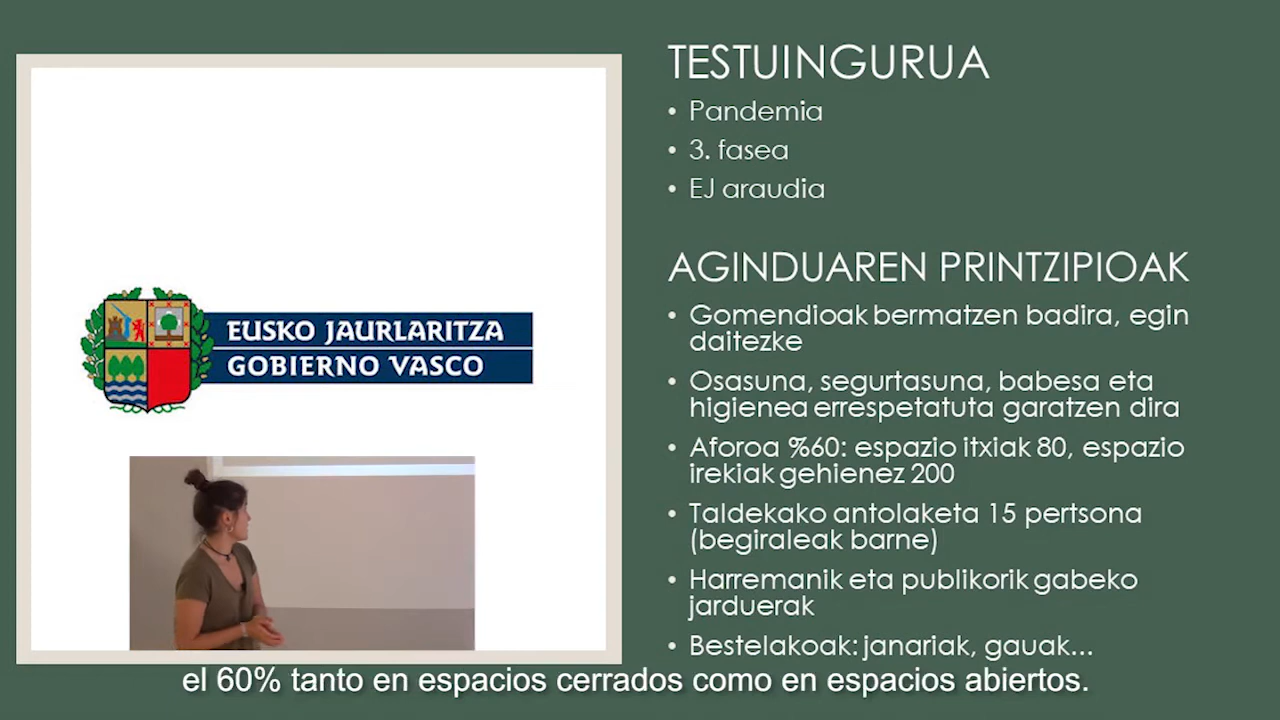 TESTUINGURUA
• Pandemia
• 3. fasea
• EJ araudia
AGINDUAREN PRINTZIPIOAK
• Gomendioak bermatzen badira, egin
daitezke
• Osasuna, segurtasuna, babesa eta
higienea errespetatuta garatzen dira
• Aforoa %60: espazio itxiak 80, espazio
irekiak gehienez 200
• Taldekako antolaketa 15 pertsona
(begiraleak barne)
• Harremanik eta publikorik gabeko
jarduerak
• Bestelakoak: janariak, gauak...
EUSKO JAURLARITZA
GOBIERNO VASCO
el 60% tanto en espacios cerrados como en espacios abiertos.